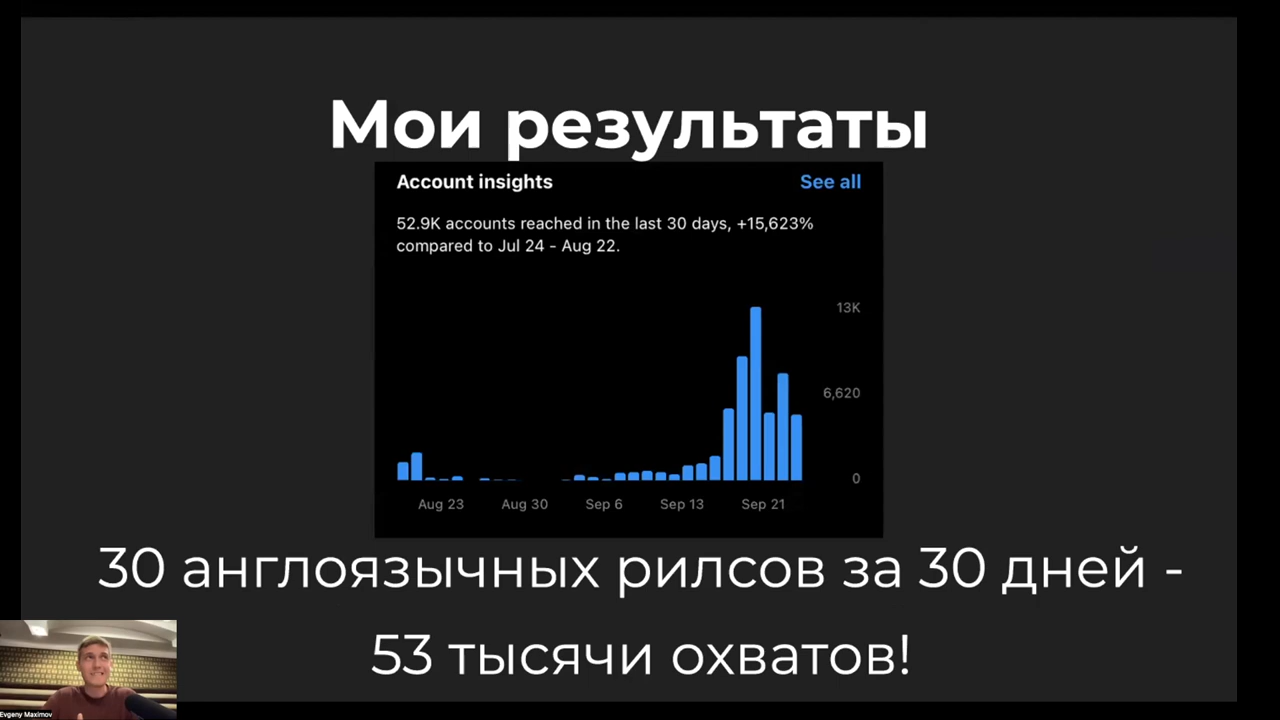 Мои результаты
Account insights See all
52.9K accounts reached in the last 30 days, +15,623%
compared to Jul 24 - Aug 22.
13K
6,620
0
Aug 23 Aug 30 Sep 6 Sep 13 Sep 21
30 англоязычных рилсов за 30 дней -
53 тысячи охватов!
Evgeny Maximov